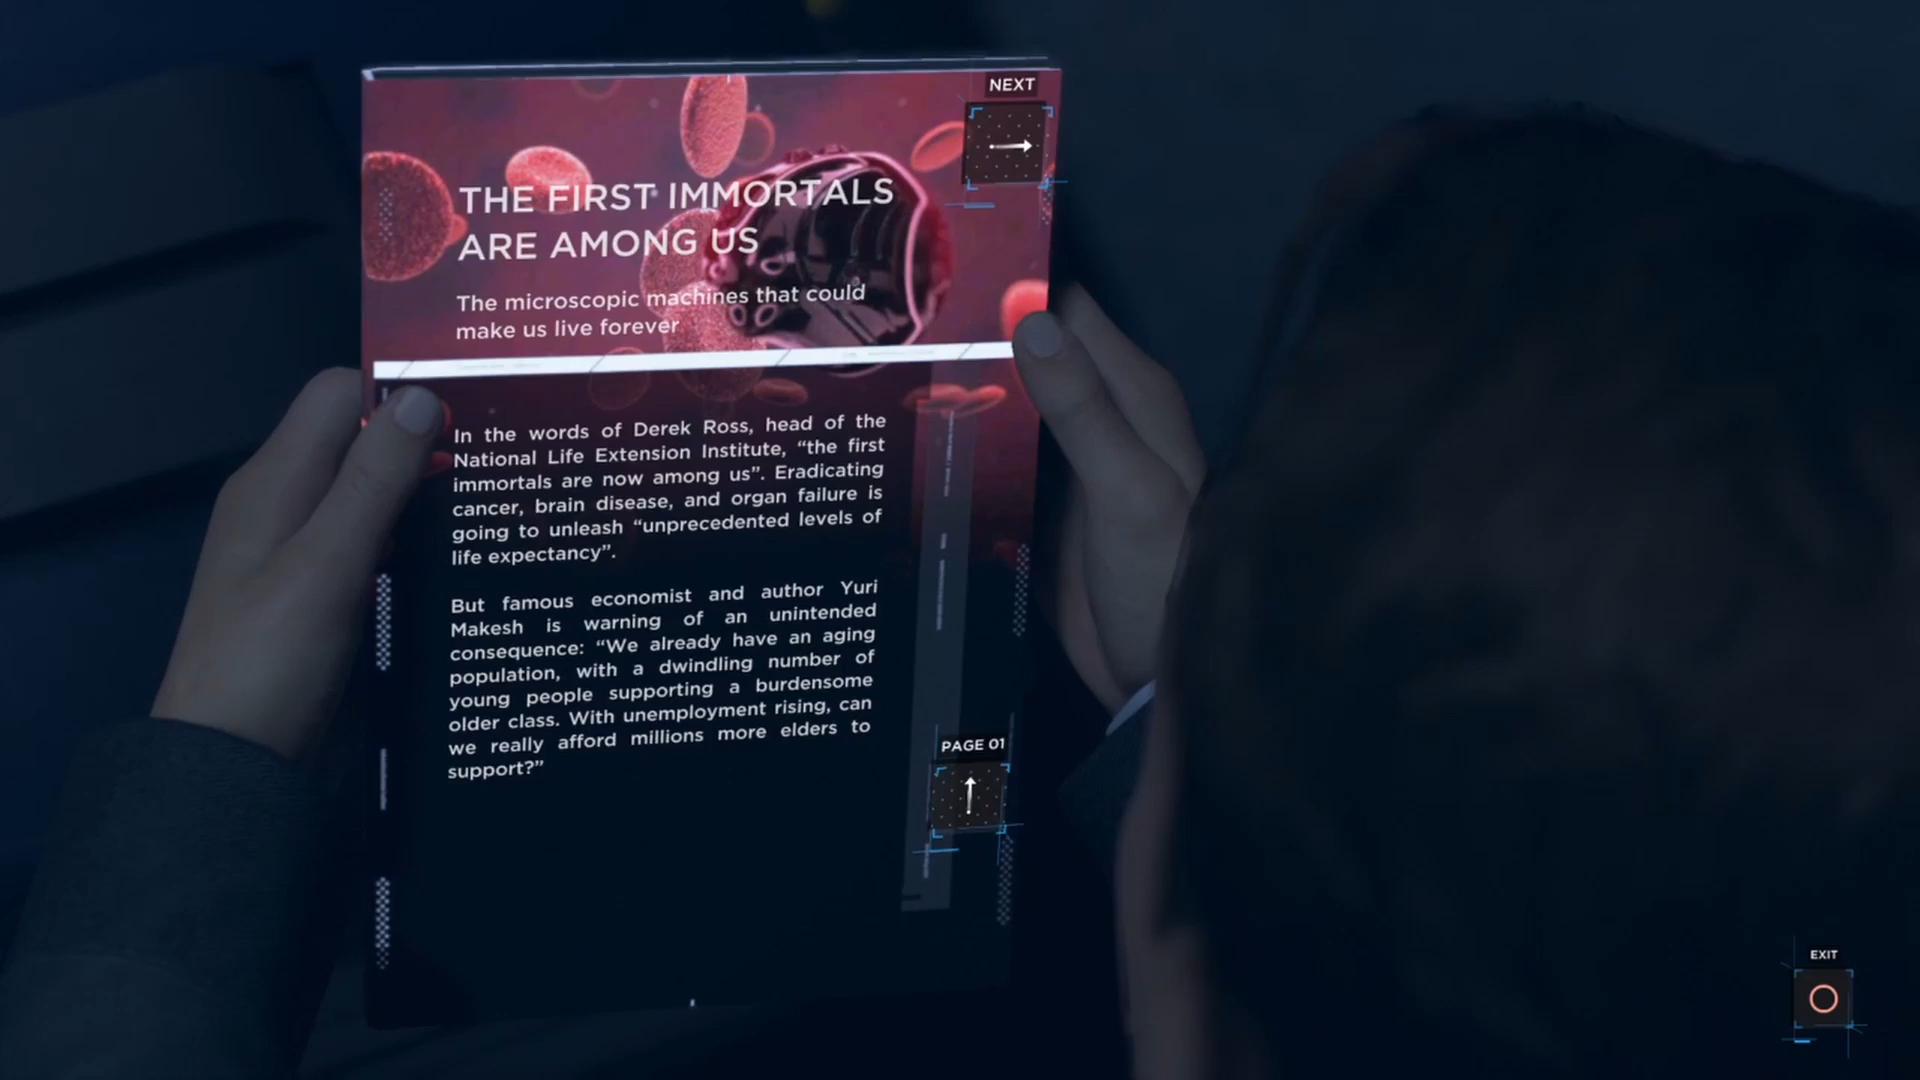 NEXT
THE FIRST IMMORTALS
ARE AMONG US
The microscopic machines that could
make us live forever
In the words of Derek Ross, head of the
National Life Extension Institute, “the first
immortals are now among us”. Eradicating
cancer, brain disease, and organ failure is
going to unleash “unprecedented levels of
life expectancy”.
But famous economist and author Yuri
Makesh is warning of an unintended
consequence: “We already have an aging
population, with a dwindling number of
young people supporting a burdensome
older class. With unemployment rising, can
we really afford millions more elders to
support?”
PAGE 01
EXIT